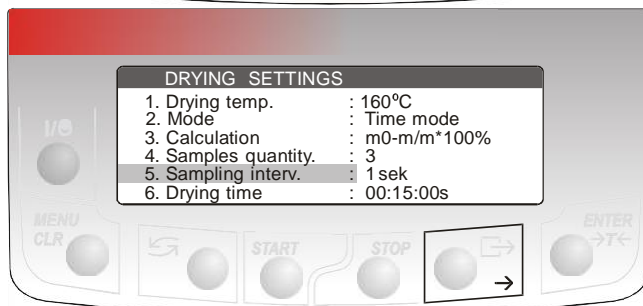 DRYING SETTINGS
1. Drying temp. : 160ºC
2. Mode : Time mode
3. Calculation : m0-m/m*100%
4. Samples quantity. : 3
5. Sampling interv. : 1 sek
6. Drying time : 00:15:00s
I/
MENU
CLR
START
STOP
ENTER
→T←